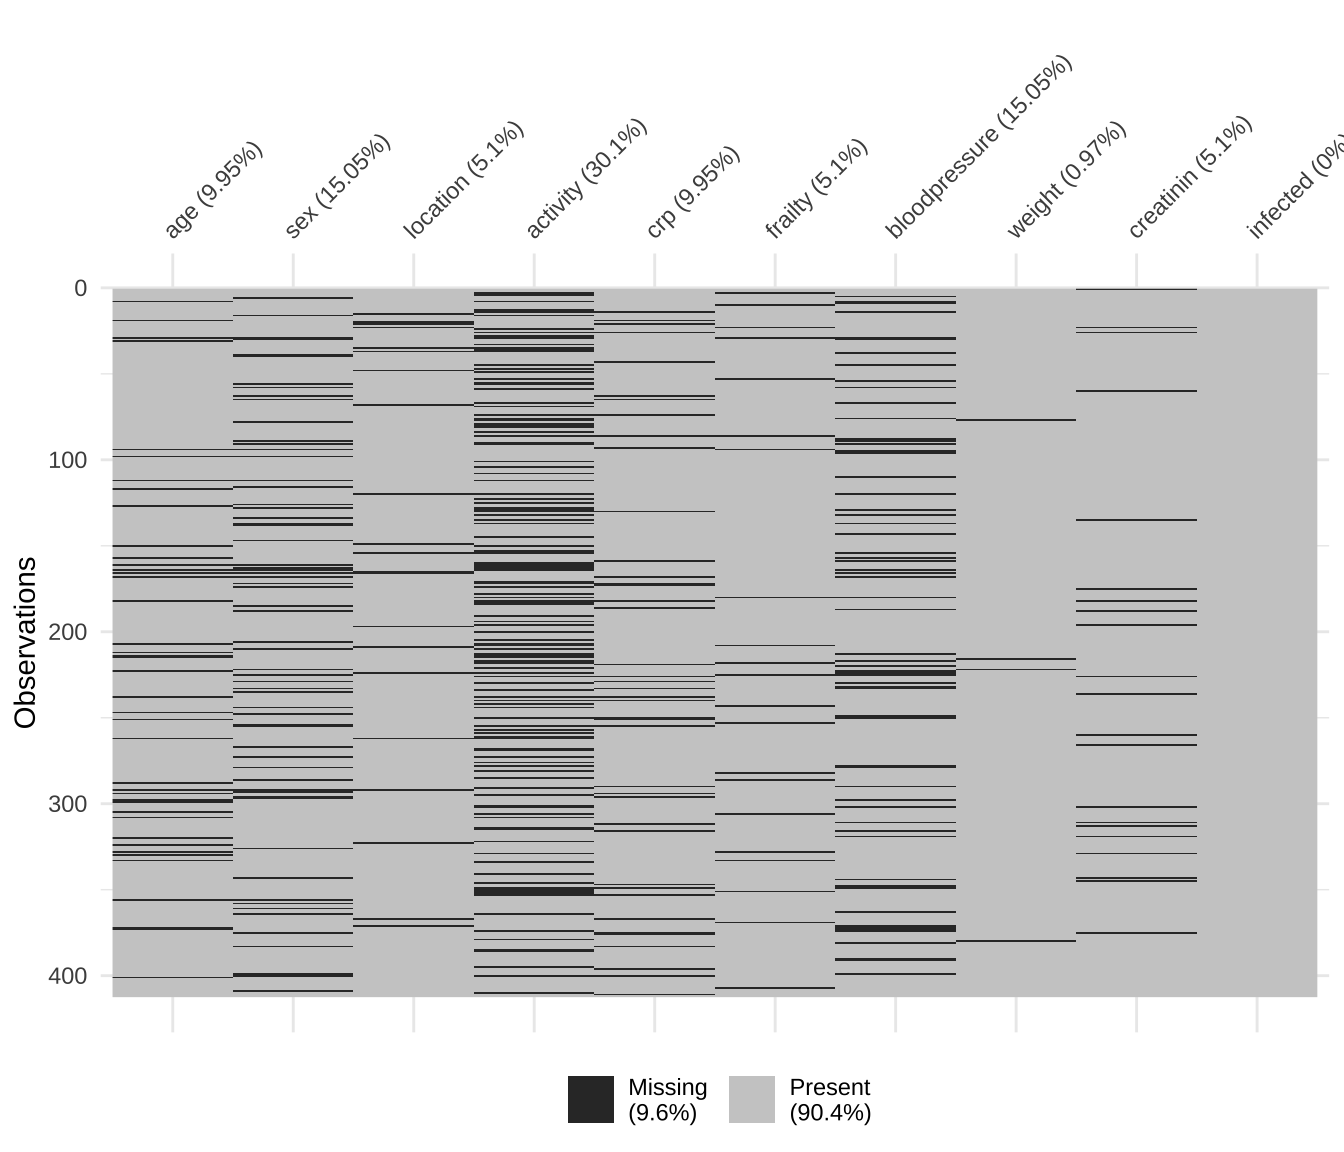 age (9.95%)
sex (15.05%)
location (5.1%)
activity (30.1%)
crp (9.95%)
frailty (5.1%)
bloodpressure (15.05%)
weight (0.97%)
creatinin (5.1%)
infected (0%
0
100
200
300
400
Observations
Missing
(9.6%)
Present
(90.4%)